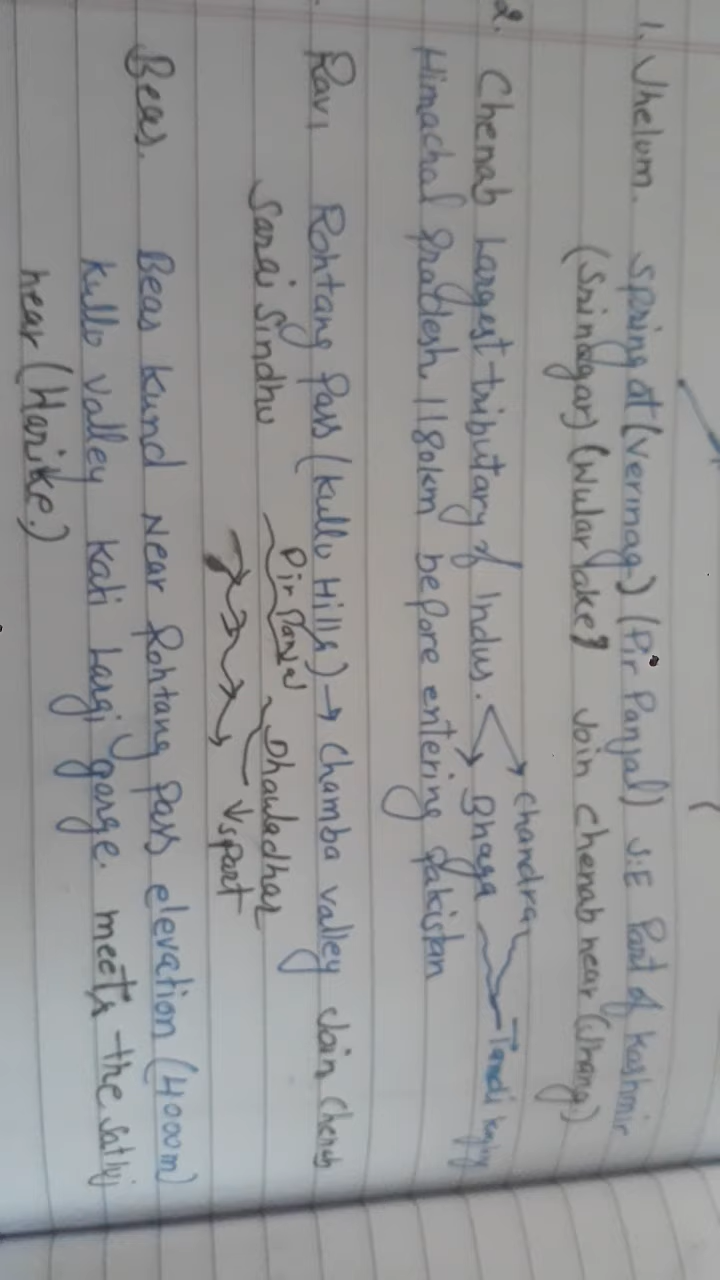 1. Jhelum. Spring at (Verinag.) (Pir Panjal) S.E Part of Kashmir
(Srinagar) (Wular lake) Join Chenab near (Jhang.)
2. Chenab Largest tributary of Indus. → Chandra
→ Bhaga
Tandi
Himachal Pradesh. 1180km before entering Pakistan
Ravi Rohtang Pass (Kullu Hills) → Chamba valley Join Chenab
Sarai Sindhu
Pir Panjal Dhauladhar
Beas. Beas Kund Near Rohtang Pass elevation (4000m)
Kullu Valley Kati Largi gorge. meets the Satluj
near (Harike.)